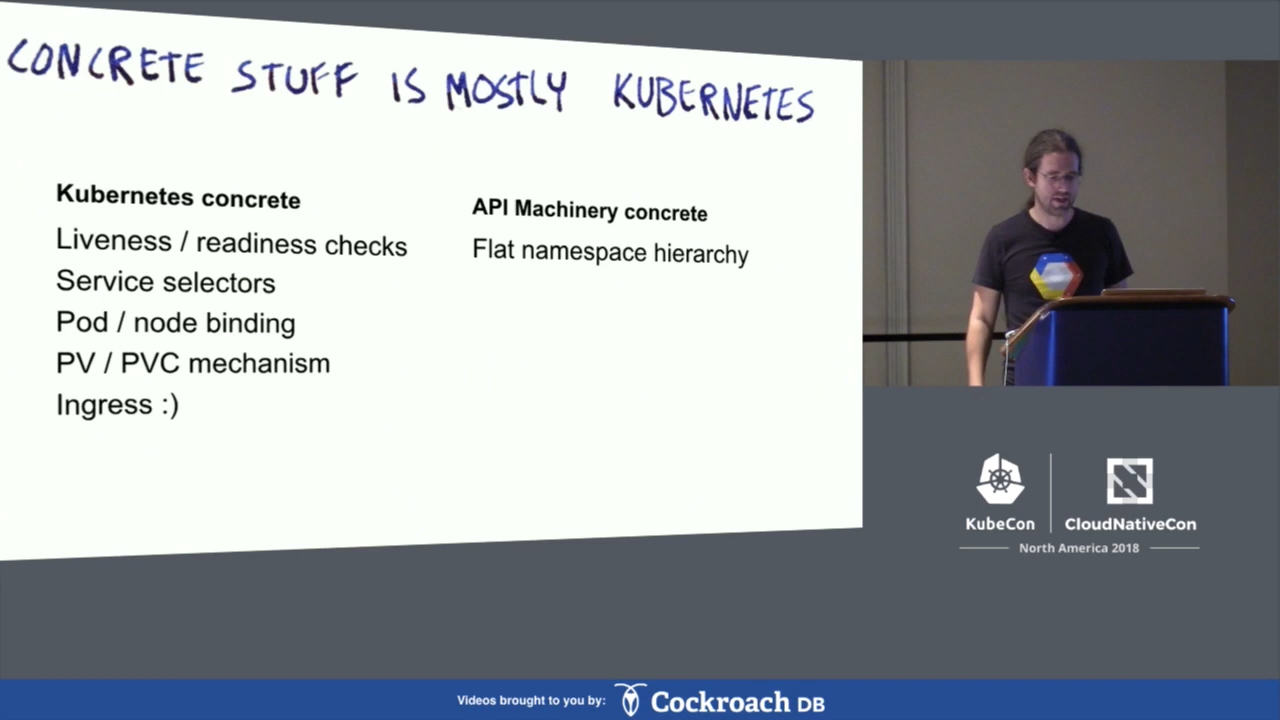 CONCRETE STUFF IS MOSTLY KUBERNETES
Kubernetes concrete
Liveness / readiness checks
Service selectors
Pod / node binding
PV / PVC mechanism
Ingress :)
API Machinery concrete
Flat namespace hierarchy
KubeCon
CloudNativeCon
North America 2018
Videos brought to you by:
Cockroach DB